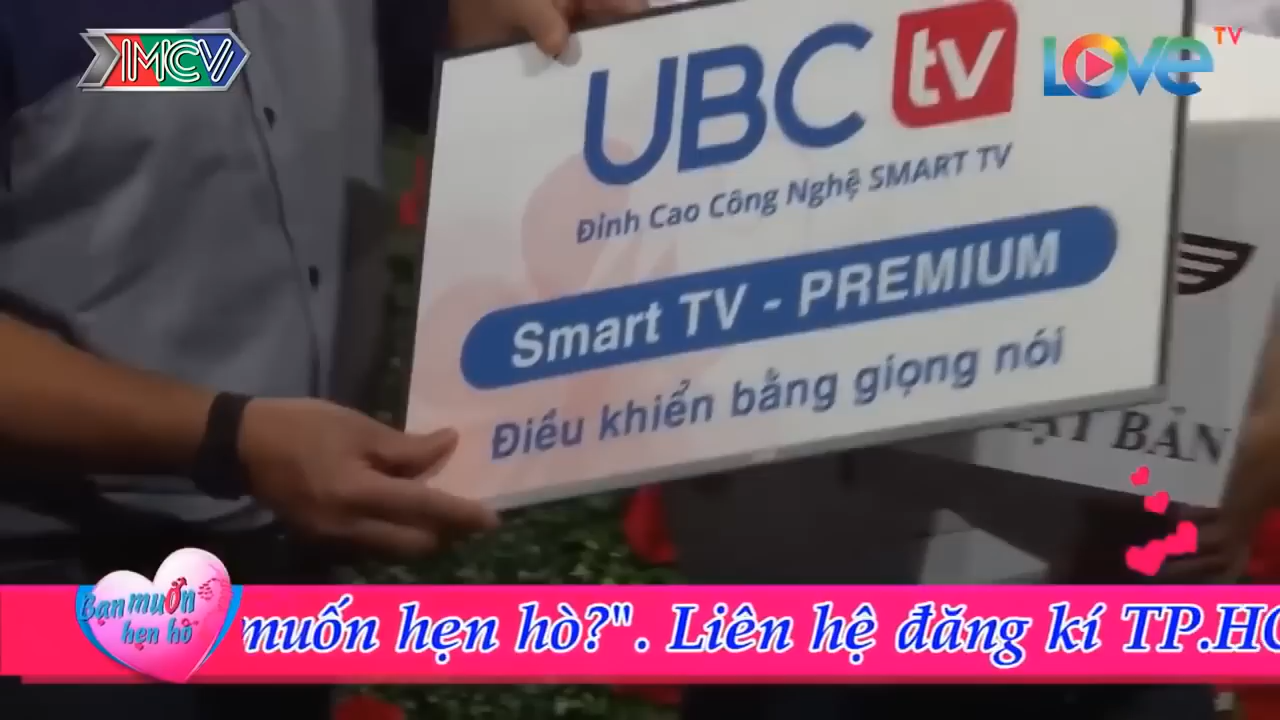 MCV
LOVE TV
UBC tv
Đỉnh Cao Công Nghệ SMART TV
Smart TV - PREMIUM
Điều khiển bằng giọng nói
BẢN
Bạn muốn
hẹn hò
muốn hẹn hò?". Liên hệ đăng kí TP.HC